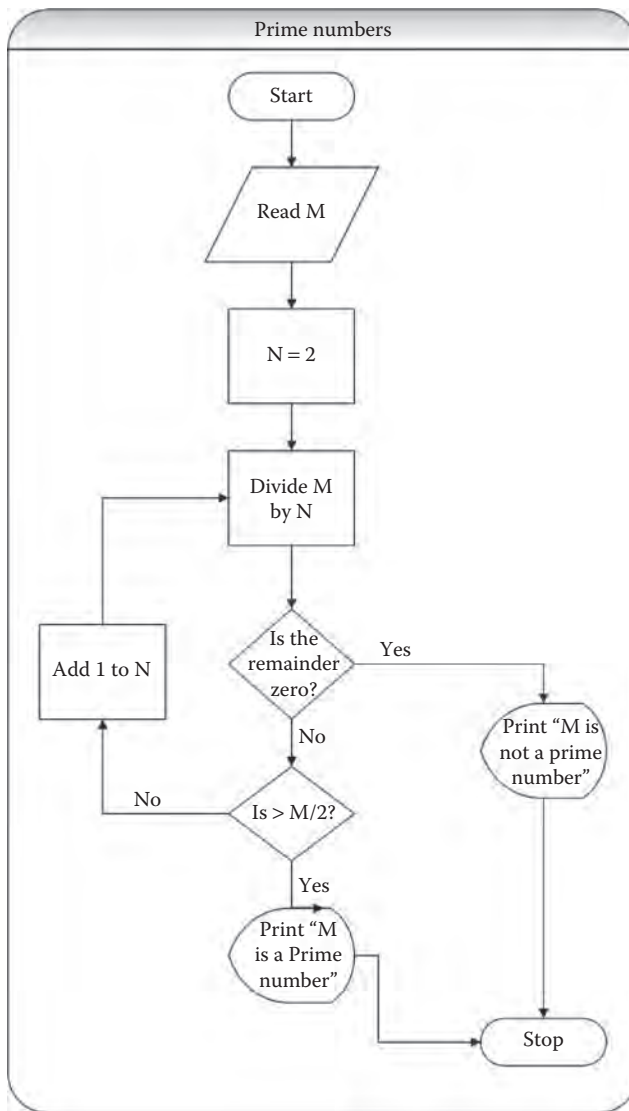 Prime numbers
Start
Read M
N = 2
Divide M
by N
Is the
remainder
zero?
Yes
Add 1 to N
Print “M is
not a prime
number”
No
No
Is > M/2?
Yes
Print “M
is a Prime
number”
Stop